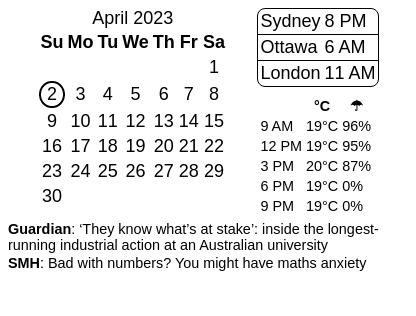 April 2023
Su Mo Tu We Th Fr Sa
1
2 3 4 5 6 7 8
9 10 11 12 13 14 15
16 17 18 19 20 21 22
23 24 25 26 27 28 29
30
Sydney 8 PM
Ottawa 6 AM
London 11 AM
°C ☂
9 AM 19°C 96%
12 PM 19°C 95%
3 PM 20°C 87%
6 PM 19°C 0%
9 PM 19°C 0%
Guardian: ‘They know what’s at stake’: inside the longest-
running industrial action at an Australian university
SMH: Bad with numbers? You might have maths anxiety